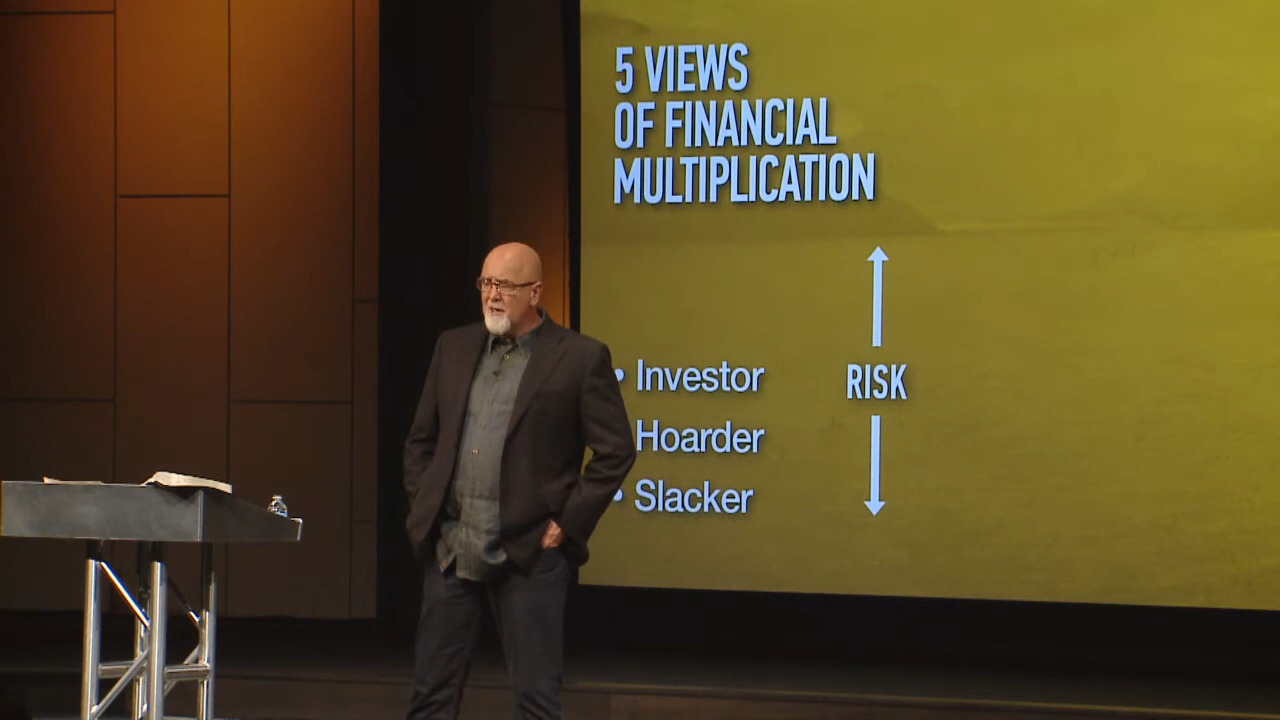 5 VIEWS
OF FINANCIAL
MULTIPLICATION
• Investor
RISK
Hoarder
• Slacker